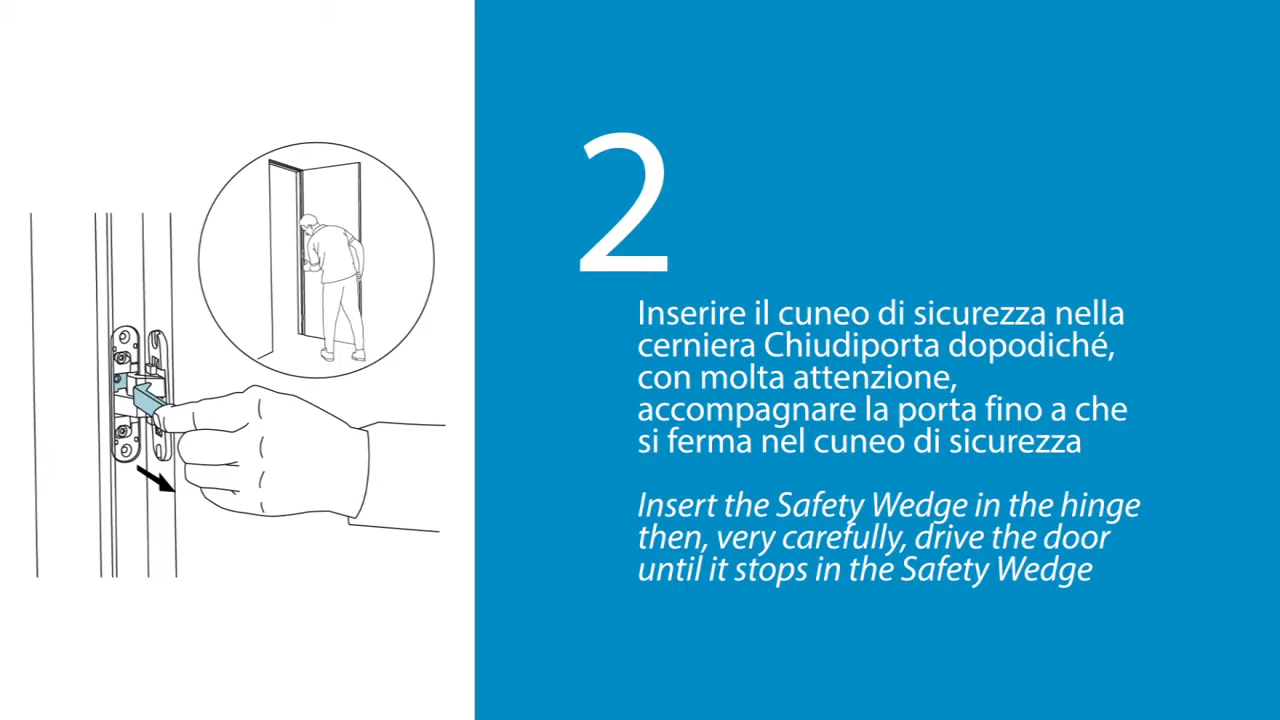 2
Inserire il cuneo di sicurezza nella
cerniera Chiudiporta dopodiché,
con molta attenzione,
accompagnare la porta fino a che
si ferma nel cuneo di sicurezza
Insert the Safety Wedge in the hinge
then, very carefully, drive the door
until it stops in the Safety Wedge